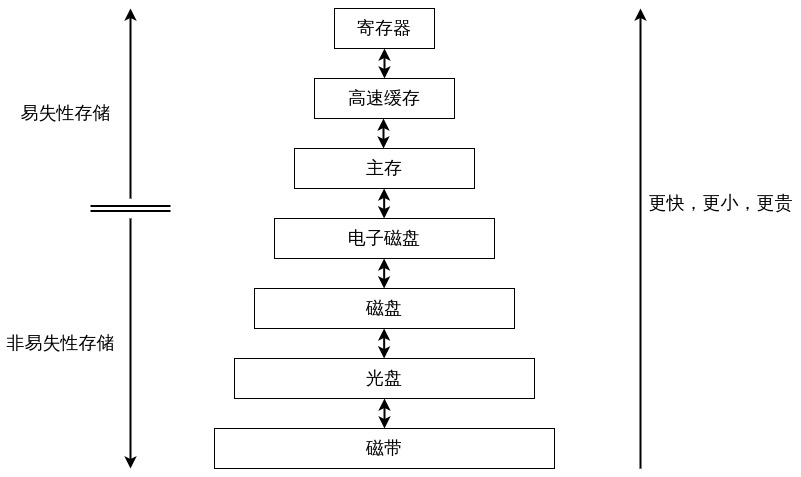 寄存器
高速缓存
易失性存储
主存
更快，更小，更贵
电子磁盘
磁盘
非易失性存储
光盘
磁带